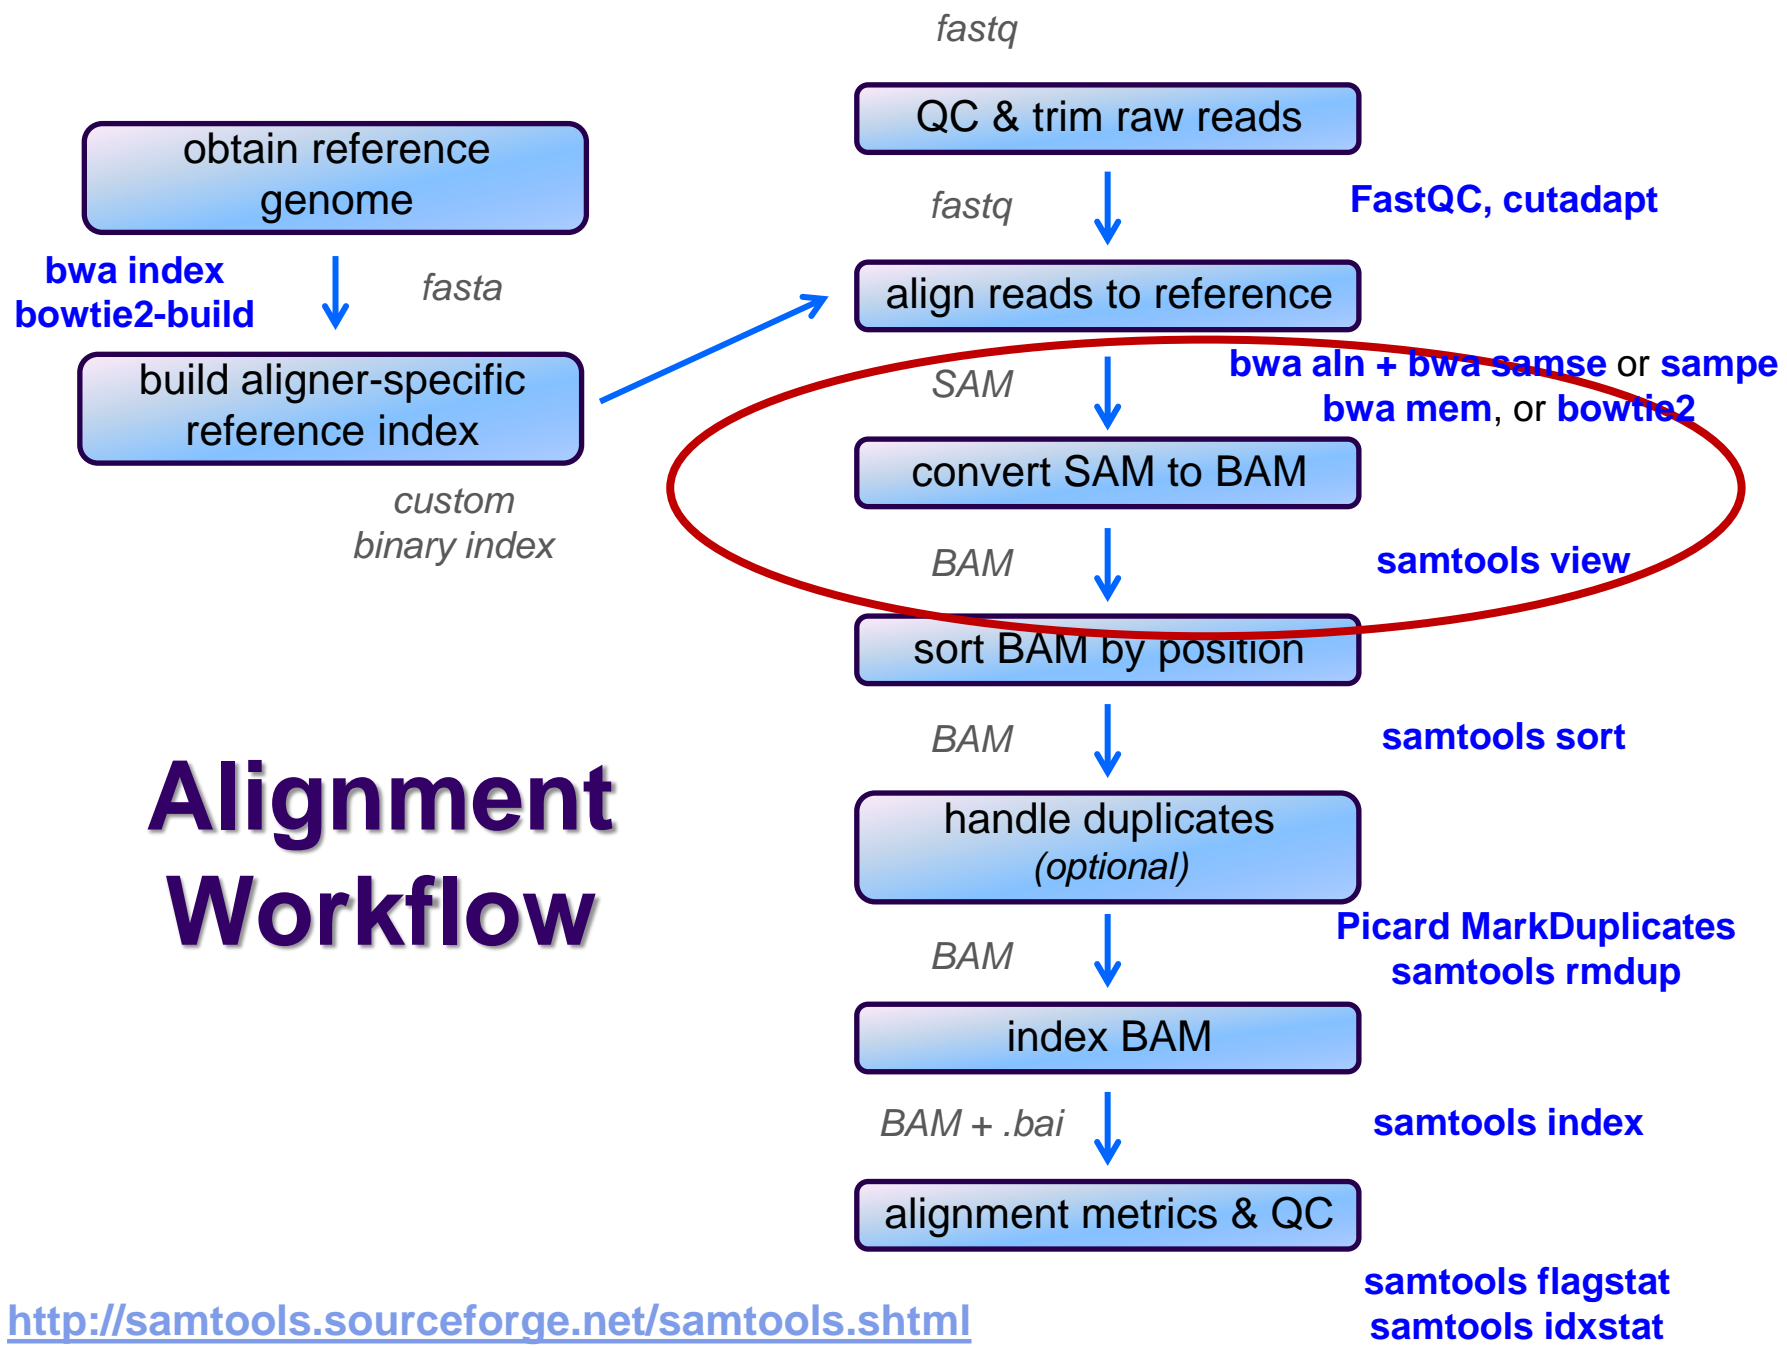 fastq
QC & trim raw reads
obtain reference
genome
fastq
FastQC, cutadapt
bwa index
bowtie2-build
fasta
align reads to reference
build aligner-specific
reference index
SAM
bwa aln + bwa samse or sampe
bwa mem, or bowtie2
convert SAM to BAM
custom
binary index
BAM
samtools view
sort BAM by position
BAM
samtools sort
Alignment
Workflow
handle duplicates
(optional)
BAM
Picard MarkDuplicates
samtools rmdup
index BAM
BAM + .bai
samtools index
alignment metrics & QC
samtools flagstat
samtools idxstat
http://samtools.sourceforge.net/samtools.shtml